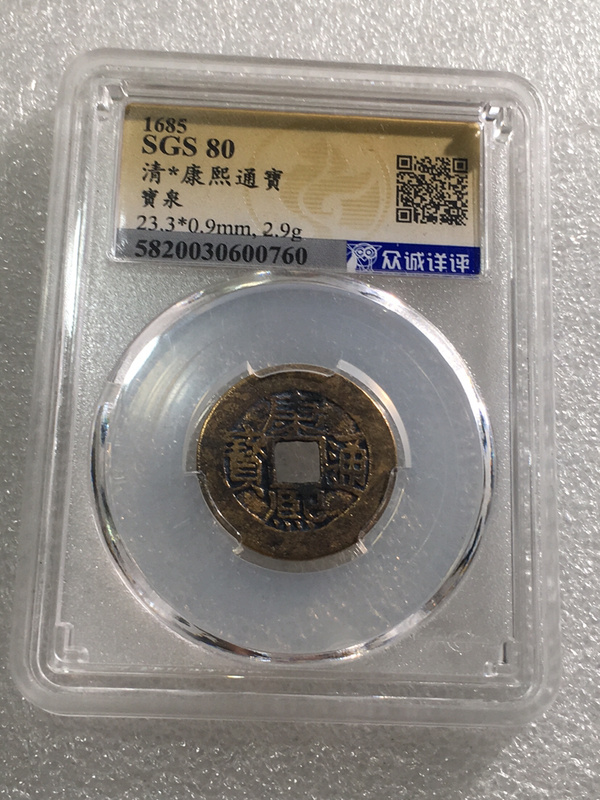 1685
SGS 80
清*康熙通寶
寶泉
23.3*0.9mm, 2.9g
5820030600760
众诚详评
康熙通寶